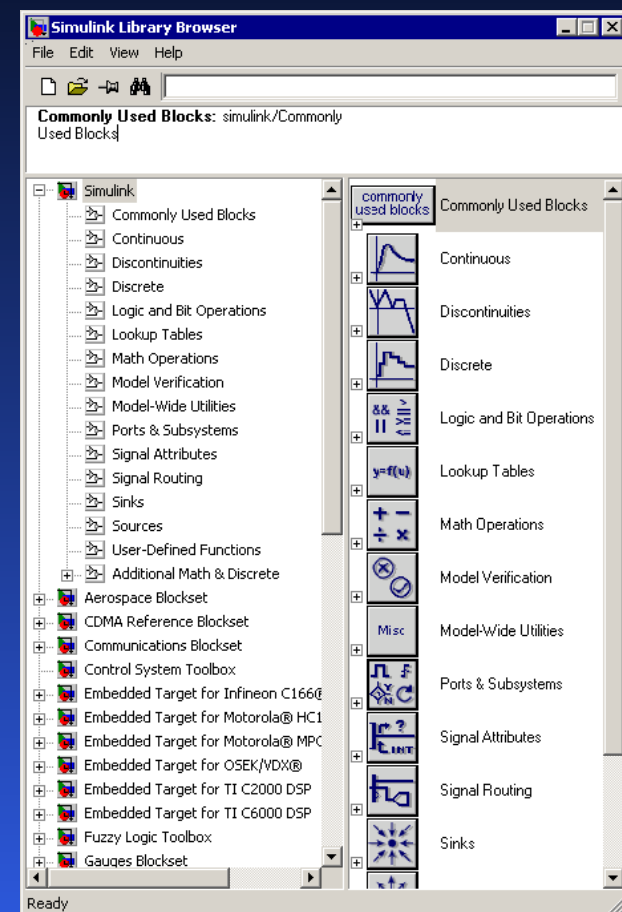 Simulink Library Browser
File Edit View Help
Commonly Used Blocks: simulink/Commonly
Used Blocks
Simulink
Commonly Used Blocks
Continuous
Discontinuities
Discrete
Logic and Bit Operations
Lookup Tables
Math Operations
Model Verification
Model-Wide Utilities
Ports & Subsystems
Signal Attributes
Signal Routing
Sinks
Sources
User-Defined Functions
Additional Math & Discrete
Aerospace Blockset
CDMA Reference Blockset
Communications Blockset
Control System Toolbox
Embedded Target for Infineon C166®
Embedded Target for Motorola® HC1
Embedded Target for Motorola® MPC
Embedded Target for OSEK/VDX®
Embedded Target for TI C2000 DSP
Embedded Target for TI C6000 DSP
Fuzzy Logic Toolbox
Gauges Blockset
commonly
used blocks
Commonly Used Blocks
Continuous
Discontinuities
Discrete
&& >
|| >=
<=
Logic and Bit Operations
y=f(u)
Lookup Tables
+ −
÷ ×
Math Operations
Model Verification
Misc
Model-Wide Utilities
Y
N
Ports & Subsystems
?
INT
Signal Attributes
Signal Routing
Sinks
Ready